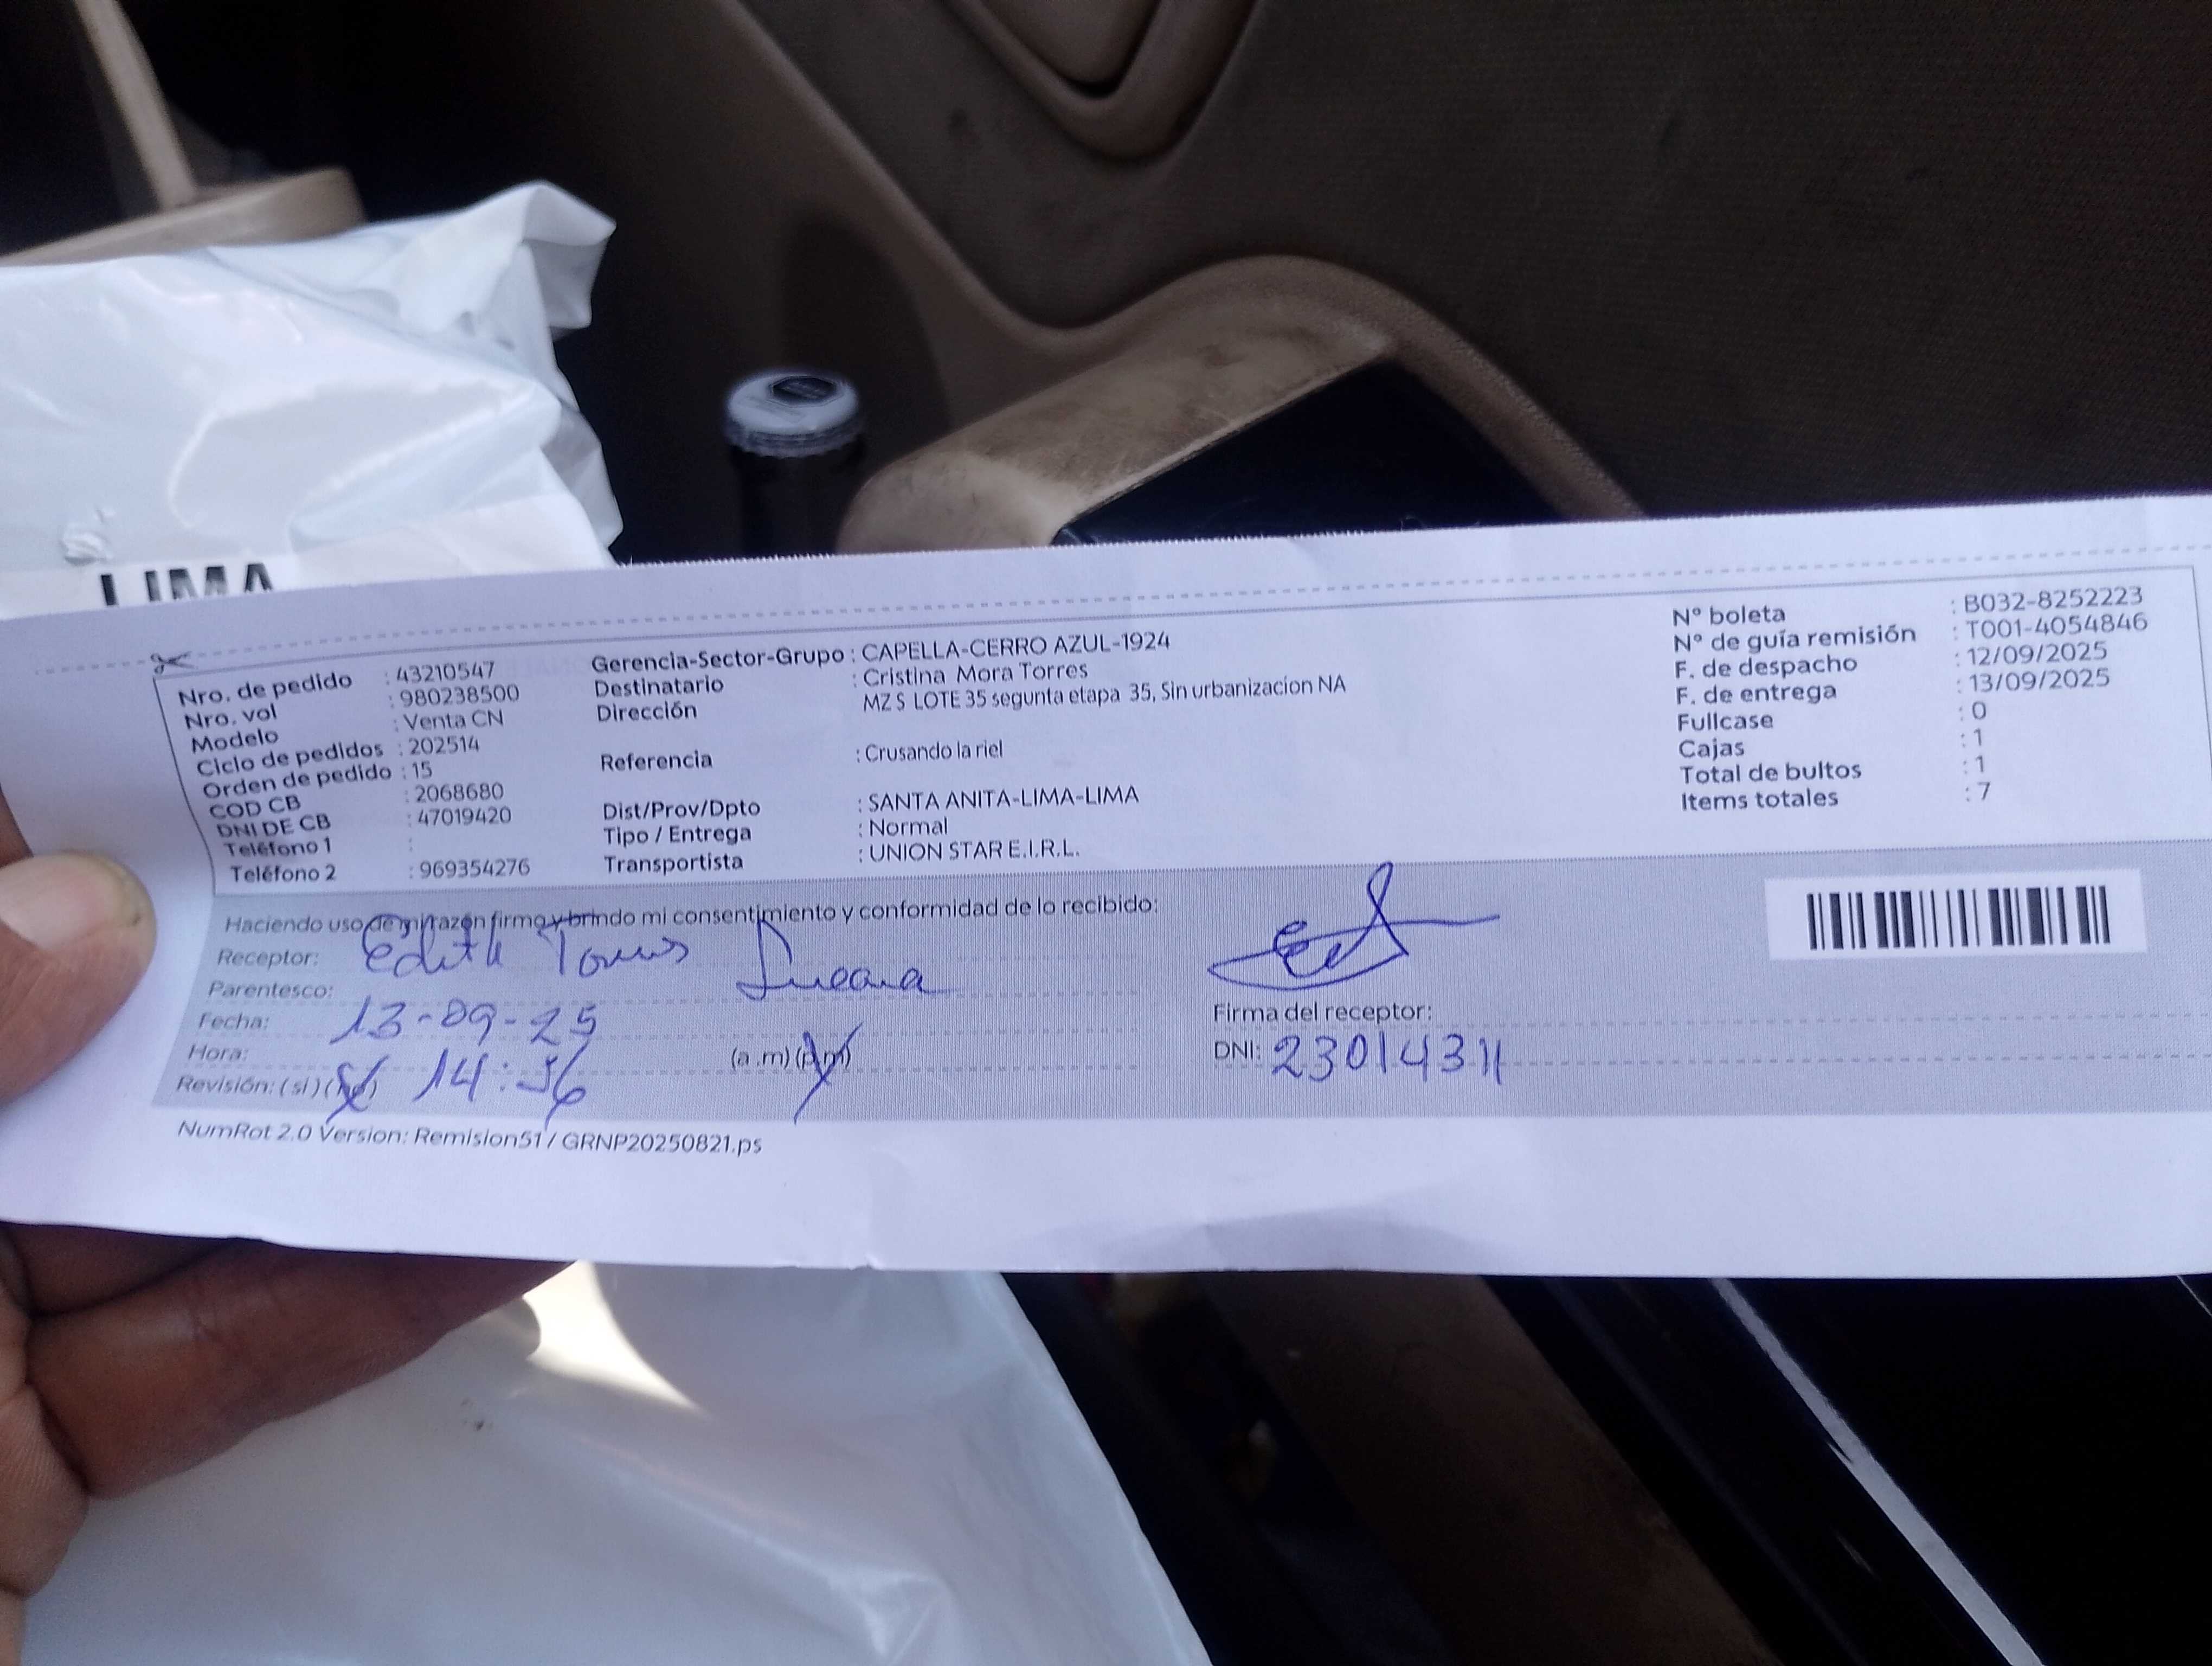 LIMA
Nro. de pedido : 43210547
Nro. vol : 980238500
Modelo : Venta CN
Ciclo de pedidos : 202514
Orden de pedido : 15
COD CB : 2068680
DNI DE CB : 47019420
Teléfono 1 :
Teléfono 2 : 969354276
Gerencia-Sector-Grupo : CAPELLA-CERRO AZUL-1924
Destinatario : Cristina Mora Torres
Dirección MZ S LOTE 35 segunta etapa 35, Sin urbanizacion NA
Referencia : Crusando la riel
Dist/Prov/Dpto : SANTA ANITA-LIMA-LIMA
Tipo / Entrega : Normal
Transportista : UNION STAR E.I.R.L.
Nº boleta : B032-8252223
Nº de guía remisión : T001-4054846
F. de despacho : 12/09/2025
F. de entrega : 13/09/2025
Fullcase : 0
Cajas : 1
Total de bultos : 1
Items totales : 7
Haciendo uso de mi razón firmo y brindo mi consentimiento y conformidad de lo recibido:
Receptor: Edith Torres
Parentesco:
Fecha: 13-09-25
Hora: 14:56 (a.m) (p.m)
Revisión: (si) (no)
Firma del receptor:
DNI: 23014311
NumRot 2.0 Version: Remision51 / GRNP20250821.ps